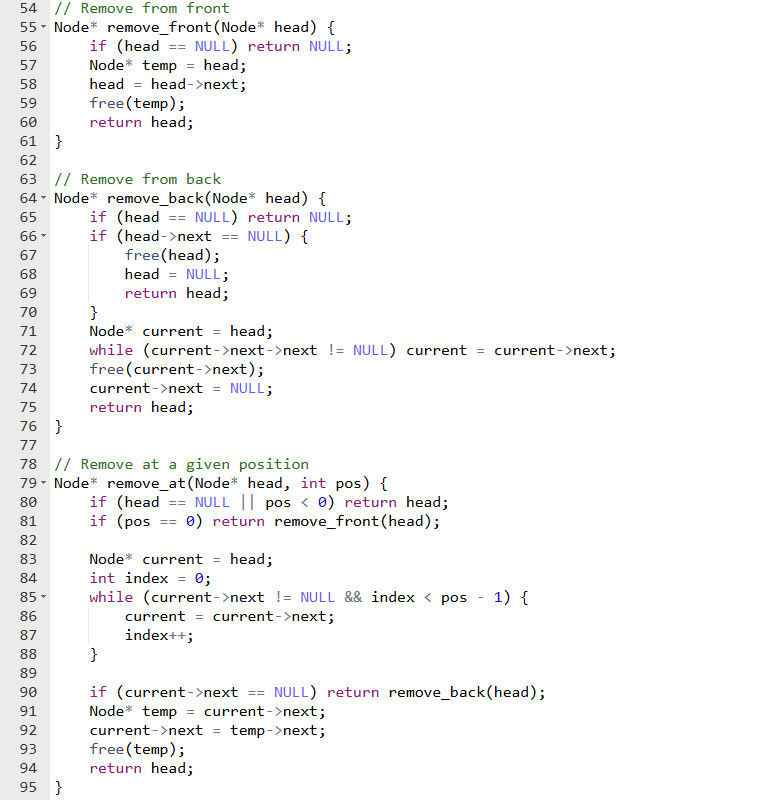 54 // Remove from front
55 Node* remove_front(Node* head) {
56     if (head == NULL) return NULL;
57     Node* temp = head;
58     head = head->next;
59     free(temp);
60     return head;
61 }
62
63 // Remove from back
64 Node* remove_back(Node* head) {
65     if (head == NULL) return NULL;
66     if (head->next == NULL) {
67         free(head);
68         head = NULL;
69         return head;
70     }
71     Node* current = head;
72     while (current->next->next != NULL) current = current->next;
73     free(current->next);
74     current->next = NULL;
75     return head;
76 }
77
78 // Remove at a given position
79 Node* remove_at(Node* head, int pos) {
80     if (head == NULL || pos < 0) return head;
81     if (pos == 0) return remove_front(head);
82
83     Node* current = head;
84     int index = 0;
85     while (current->next != NULL && index < pos - 1) {
86         current = current->next;
87         index++;
88     }
89
90     if (current->next == NULL) return remove_back(head);
91     Node* temp = current->next;
92     current->next = temp->next;
93     free(temp);
94     return head;
95 }